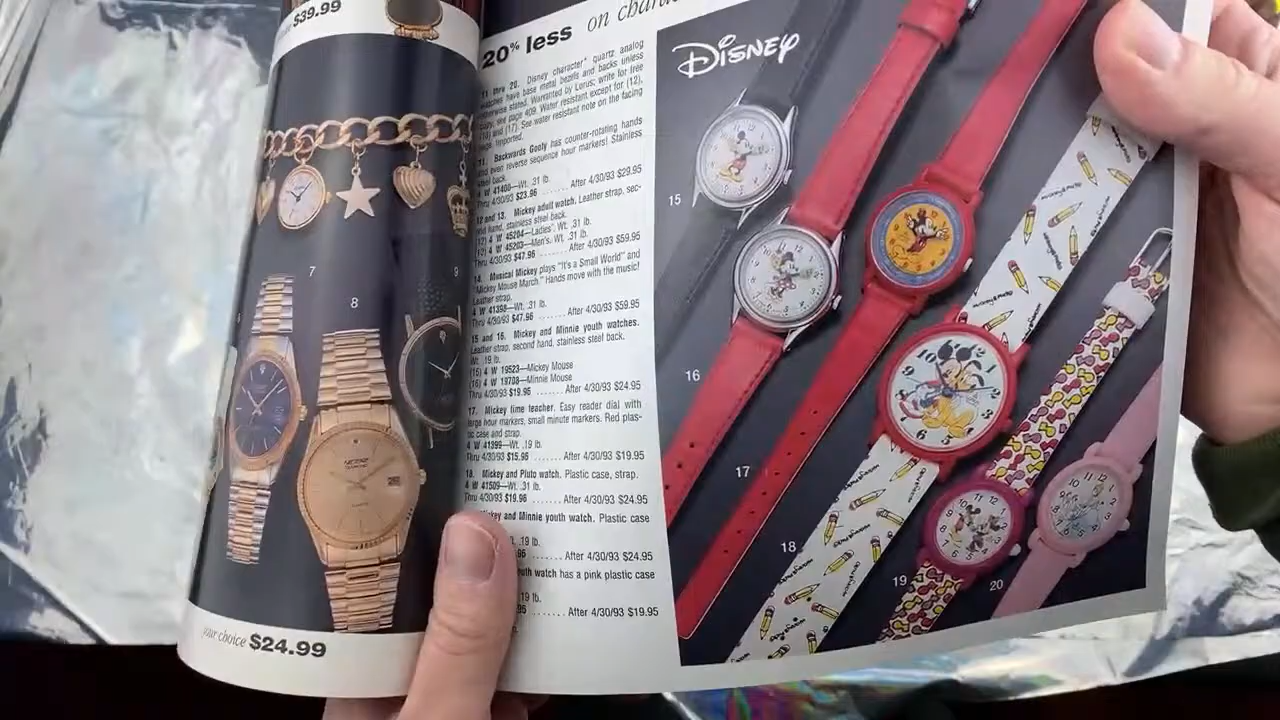 $39.99
7
8
9
your choice $24.99
20% less on
11 thru 20. Disney character* quartz analog
watches have base metal bezels and backs unless
otherwise stated. Warranted by Lorus; write for free
copy, see page 409. Water resistant except for (12),
(14) and (17). See water resistant note on the facing
page. Imported.
11. Backwards Goofy has counter-rotating hands
and even reverse sequence hour markers! Stainless
steel back.
4 W 41400—Wt. .31 lb.
Thru 4/30/93 $23.96 ....... After 4/30/93 $29.95
12 and 13. Mickey adult watch. Leather strap, sec-
ond hand, stainless steel back.
(12) 4 W 45204—Ladies'. Wt. .31 lb.
(13) 4 W 45203—Men's. Wt. .31 lb.
Thru 4/30/93 $47.96 ....... After 4/30/93 $59.95
14. Musical Mickey plays "It's a Small World" and
"Mickey Mouse March." Hands move with the music!
Leather strap.
4 W 41398—Wt. .31 lb.
Thru 4/30/93 $47.96 ....... After 4/30/93 $59.95
15 and 16. Mickey and Minnie youth watches.
Leather strap, second hand, stainless steel back.
Wt. .19 lb.
(15) 4 W 19523—Mickey Mouse
(16) 4 W 19708—Minnie Mouse
Thru 4/30/93 $19.96 ....... After 4/30/93 $24.95
17. Mickey time teacher. Easy reader dial with
large hour markers, small minute markers. Red plas-
tic case and strap.
4 W 41399—Wt. .19 lb.
Thru 4/30/93 $15.96 ....... After 4/30/93 $19.95
18. Mickey and Pluto watch. Plastic case, strap.
4 W 41509—Wt. .31 lb.
Thru 4/30/93 $19.96 ....... After 4/30/93 $24.95
and Minnie youth watch. Plastic case
.19 lb.
After 4/30/93 $24.95
youth watch has a pink plastic case
.19 lb.
After 4/30/93 $19.95
Disney
15
16
17
18
19
20